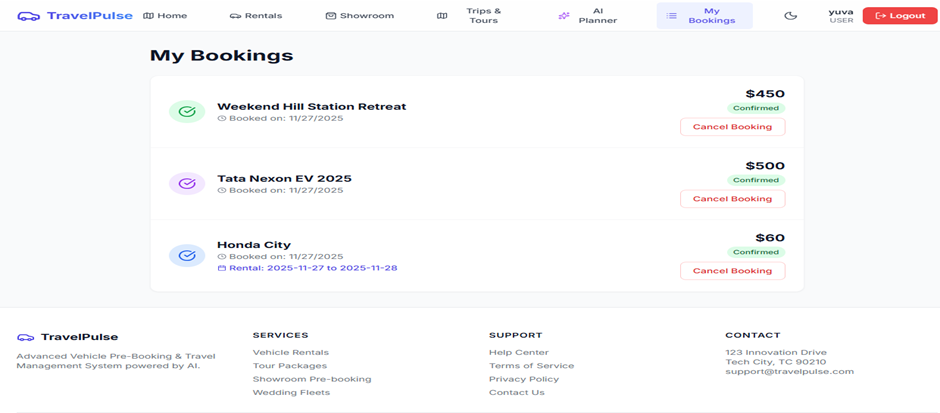 TravelPulse Home Rentals Showroom Trips & Tours AI Planner My Bookings yuva USER Logout
My Bookings
Weekend Hill Station Retreat
Booked on: 11/27/2025
$450
Confirmed
Cancel Booking
Tata Nexon EV 2025
Booked on: 11/27/2025
$500
Confirmed
Cancel Booking
Honda City
Booked on: 11/27/2025
Rental: 2025-11-27 to 2025-11-28
$60
Confirmed
Cancel Booking
TravelPulse
Advanced Vehicle Pre-Booking & Travel
Management System powered by AI.
SERVICES
Vehicle Rentals
Tour Packages
Showroom Pre-booking
Wedding Fleets
SUPPORT
Help Center
Terms of Service
Privacy Policy
Contact Us
CONTACT
123 Innovation Drive
Tech City, TC 90210
support@travelpulse.com